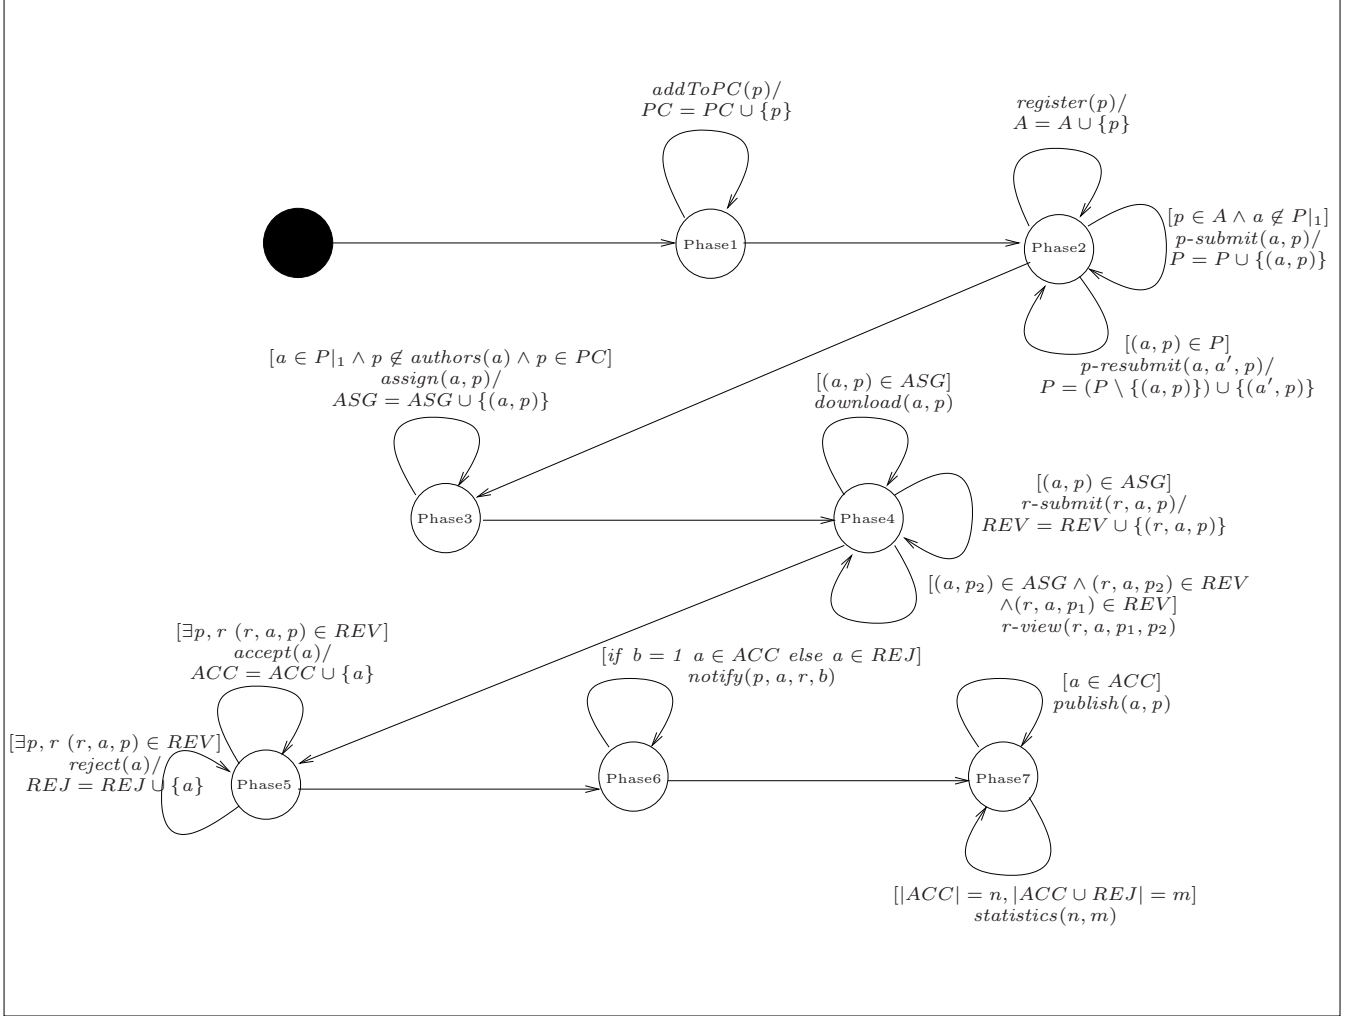 addToPC(p)/
PC = PC ∪ {p}
register(p)/
A = A ∪ {p}
Phase1
Phase2
[p ∈ A ∧ a ∉ P|₁]
p-submit(a, p)/
P = P ∪ {(a, p)}
[(a, p) ∈ P]
p-resubmit(a, a′, p)/
P = (P \ {(a, p)}) ∪ {(a′, p)}
[a ∈ P|₁ ∧ p ∉ authors(a) ∧ p ∈ PC]
assign(a, p)/
ASG = ASG ∪ {(a, p)}
[(a, p) ∈ ASG]
download(a, p)
Phase3
Phase4
[(a, p) ∈ ASG]
r-submit(r, a, p)/
REV = REV ∪ {(r, a, p)}
[(a, p₂) ∈ ASG ∧ (r, a, p₂) ∈ REV
∧(r, a, p₁) ∈ REV]
r-view(r, a, p₁, p₂)
[∃p, r (r, a, p) ∈ REV]
accept(a)/
ACC = ACC ∪ {a}
[if b = 1 a ∈ ACC else a ∈ REJ]
notify(p, a, r, b)
[a ∈ ACC]
publish(a, p)
[∃p, r (r, a, p) ∈ REV]
reject(a)/
REJ = REJ ∪ {a}
Phase5
Phase6
Phase7
[|ACC| = n, |ACC ∪ REJ| = m]
statistics(n, m)